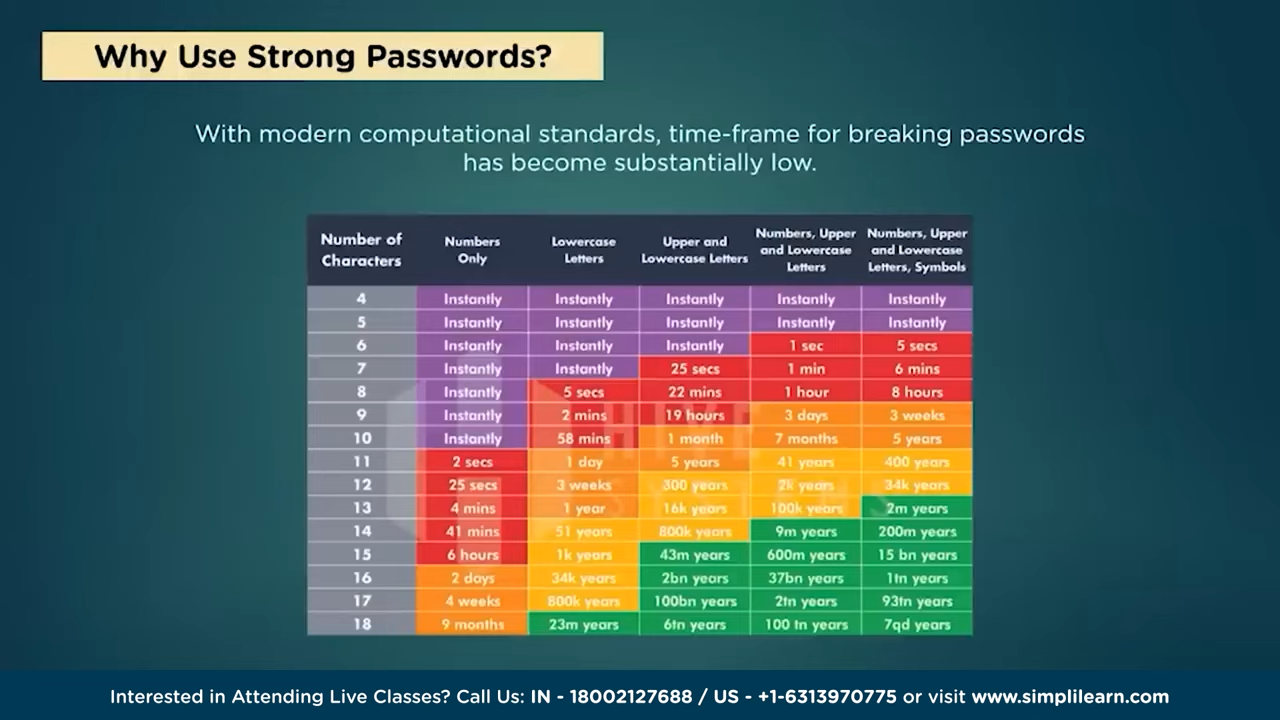 Why Use Strong Passwords?
With modern computational standards, time-frame for breaking passwords
has become substantially low.
Number of Characters Numbers Only Lowercase Letters Upper and Lowercase Letters Numbers, Upper and Lowercase Letters Numbers, Upper and Lowercase Letters, Symbols
4 Instantly Instantly Instantly Instantly Instantly
5 Instantly Instantly Instantly Instantly Instantly
6 Instantly Instantly Instantly 1 sec 5 secs
7 Instantly Instantly 25 secs 1 min 6 mins
8 Instantly 5 secs 22 mins 1 hour 8 hours
9 Instantly 2 mins 19 hours 3 days 3 weeks
10 Instantly 58 mins 1 month 7 months 5 years
11 2 secs 1 day 5 years 41 years 400 years
12 25 secs 3 weeks 300 years 2k years 34k years
13 4 mins 1 year 16k years 100k years 2m years
14 41 mins 51 years 800k years 9m years 200m years
15 6 hours 1k years 43m years 600m years 15 bn years
16 2 days 34k years 2bn years 37bn years 1tn years
17 4 weeks 800k years 100bn years 2tn years 93tn years
18 9 months 23m years 6tn years 100 tn years 7qd years
HIVE
SYSTEMS
Interested in Attending Live Classes? Call Us: IN - 18002127688 / US - +1-6313970775 or visit www.simplilearn.com